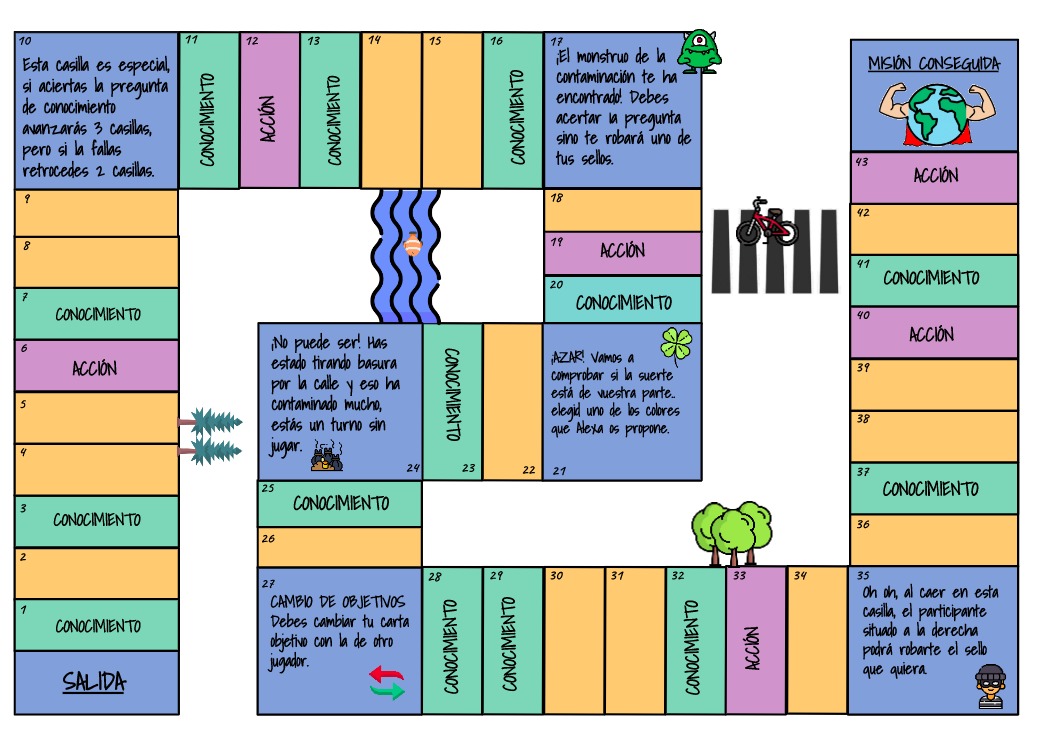 SALIDA
1
CONOCIMIENTO
2
3
CONOCIMIENTO
4
5
6
ACCIÓN
7
CONOCIMIENTO
8
9
10
Esta casilla es especial,
si aciertas la pregunta
de conocimiento
avanzarás 3 casillas,
pero si la fallas
retrocedes 2 casillas.
11
CONOCIMIENTO
12
ACCIÓN
13
CONOCIMIENTO
14
15
16
CONOCIMIENTO
17
¡El monstruo de la
contaminación te ha
encontrado! Debes
acertar la pregunta
sino te robará uno de
tus sellos.
18
19
ACCIÓN
20
CONOCIMIENTO
21
¡AZAR! Vamos a
comprobar si la suerte
está de vuestra parte..
elegid uno de los colores
que Alexa os propone.
22
23
CONOCIMIENTO
24
¡No puede ser! Has
estado tirando basura
por la calle y eso ha
contaminado mucho,
estás un turno sin
jugar.
25
CONOCIMIENTO
26
27
CAMBIO DE OBJETIVOS
Debes cambiar tu carta
objetivo con la de otro
jugador.
28
CONOCIMIENTO
29
CONOCIMIENTO
30
31
32
CONOCIMIENTO
33
ACCIÓN
34
35
Oh oh, al caer en esta
casilla, el participante
situado a la derecha
podrá robarte el sello
que quiera.
36
37
CONOCIMIENTO
38
39
40
ACCIÓN
41
CONOCIMIENTO
42
43
ACCIÓN
MISIÓN CONSEGUIDA